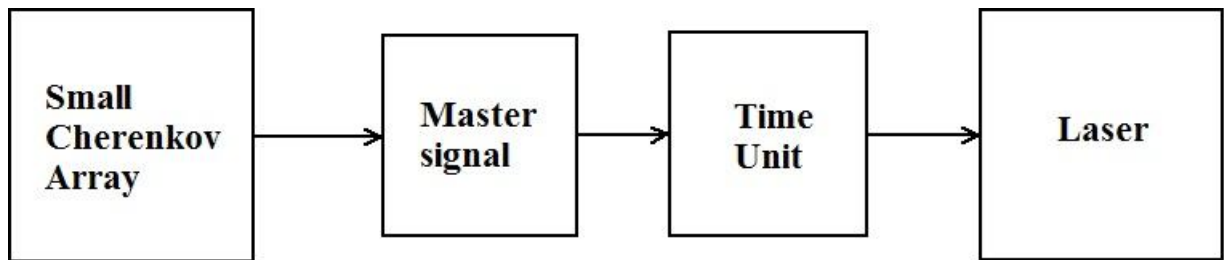 Small
Cherenkov
Array
Master
signal
Time
Unit
Laser